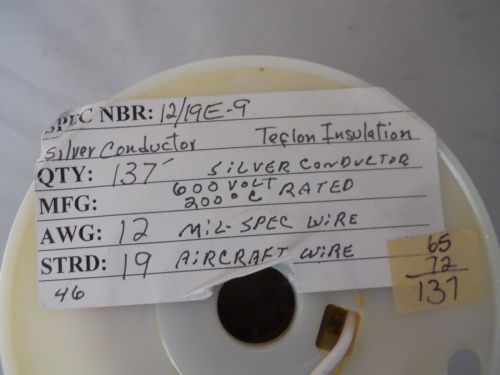 SPEC NBR: 12/19E-9
Silver Conductor Teflon Insulation
QTY: 137' SILVER CONDUCTOR
600 VOLT
MFG: 200°C RATED
AWG: 12 MIL-SPEC WIRE
STRD: 19 AIRCRAFT WIRE
46
65
72
137